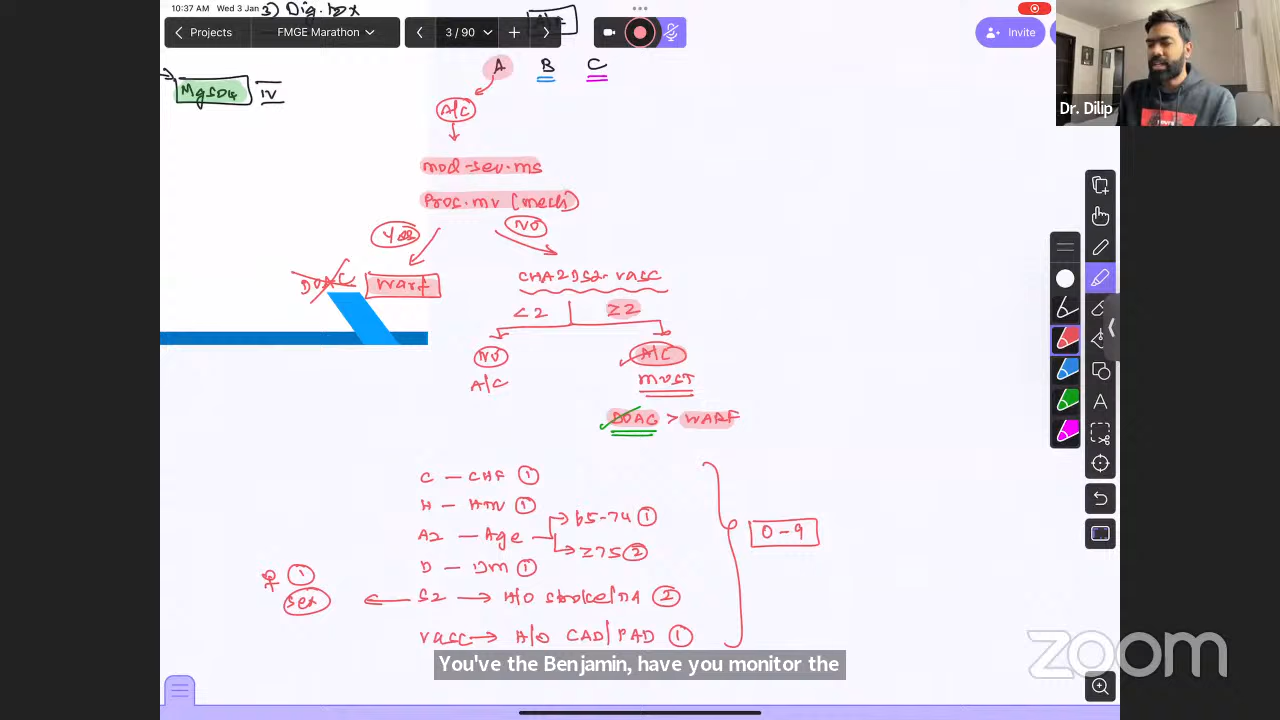 10:37 AM Wed 3 Jan
3) Dig. tox
Projects FMGE Marathon 3 / 90 Invite
Dr. Dilip
A B C
MgSO4 IV
A/C
mod-sev.ms
Pros.mv (mech)
Yes NO
DOAC Warf
CHA2DS2-VASC
<2 ≥2
NO A/C
A/C MUST
DOAC > WARF
C — CHF ①
H — HTN ①
A2 — Age → 65-74 ①
→ ≥75 ②
D — DM ①
♀ ① Sex ← S2 → H/O stroke/TIA ②
Vasc → H/O CAD/PAD ①
0-9
You've the Benjamin, have you monitor the
zoom